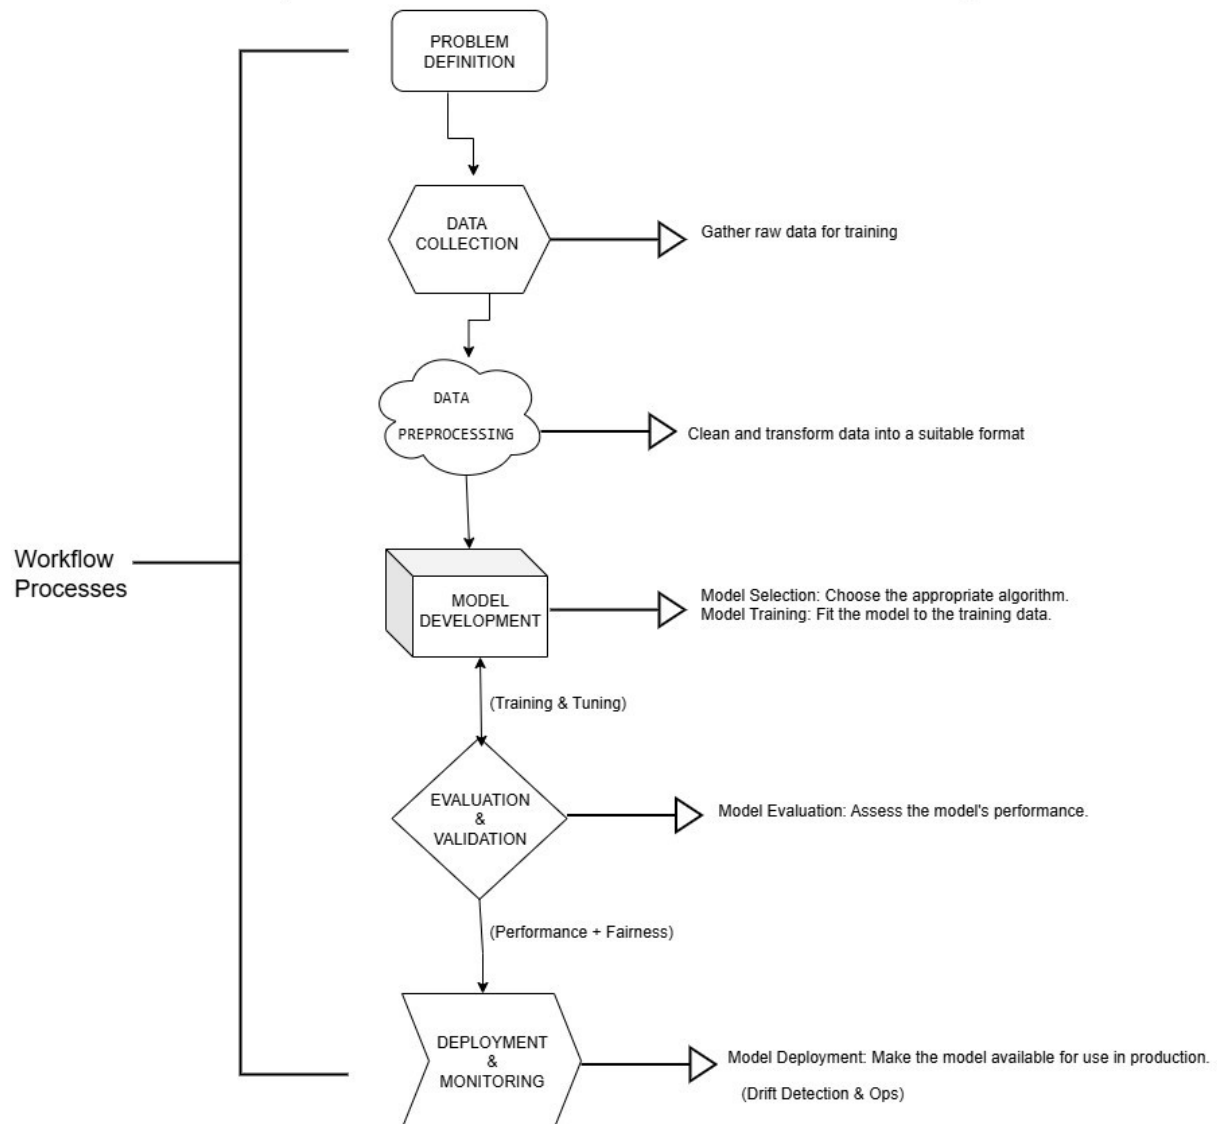 PROBLEM
DEFINITION
DATA
COLLECTION
Gather raw data for training
DATA
PREPROCESSING
Clean and transform data into a suitable format
Workflow
Processes
MODEL
DEVELOPMENT
Model Selection: Choose the appropriate algorithm.
Model Training: Fit the model to the training data.
(Training & Tuning)
EVALUATION
&
VALIDATION
Model Evaluation: Assess the model's performance.
(Performance + Fairness)
DEPLOYMENT
&
MONITORING
Model Deployment: Make the model available for use in production.
(Drift Detection & Ops)